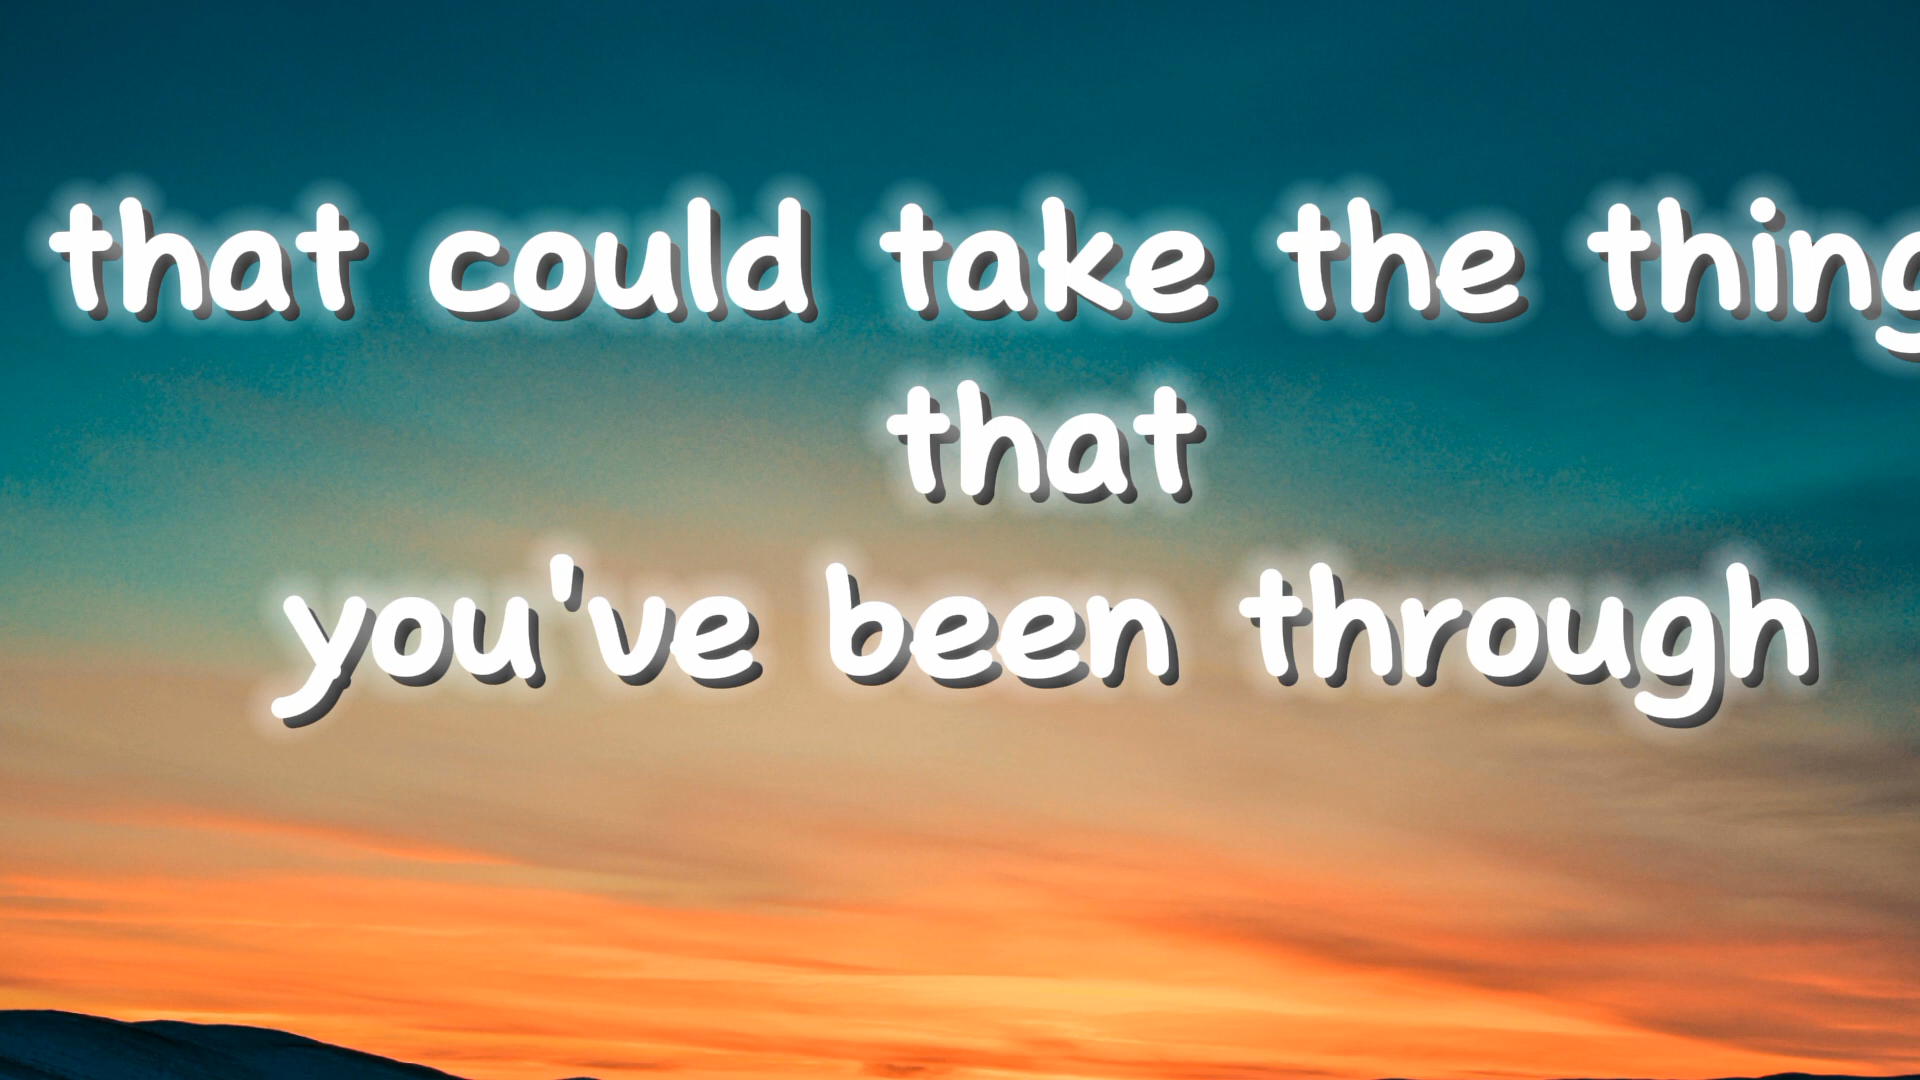 that could take the thing
that
you've been through